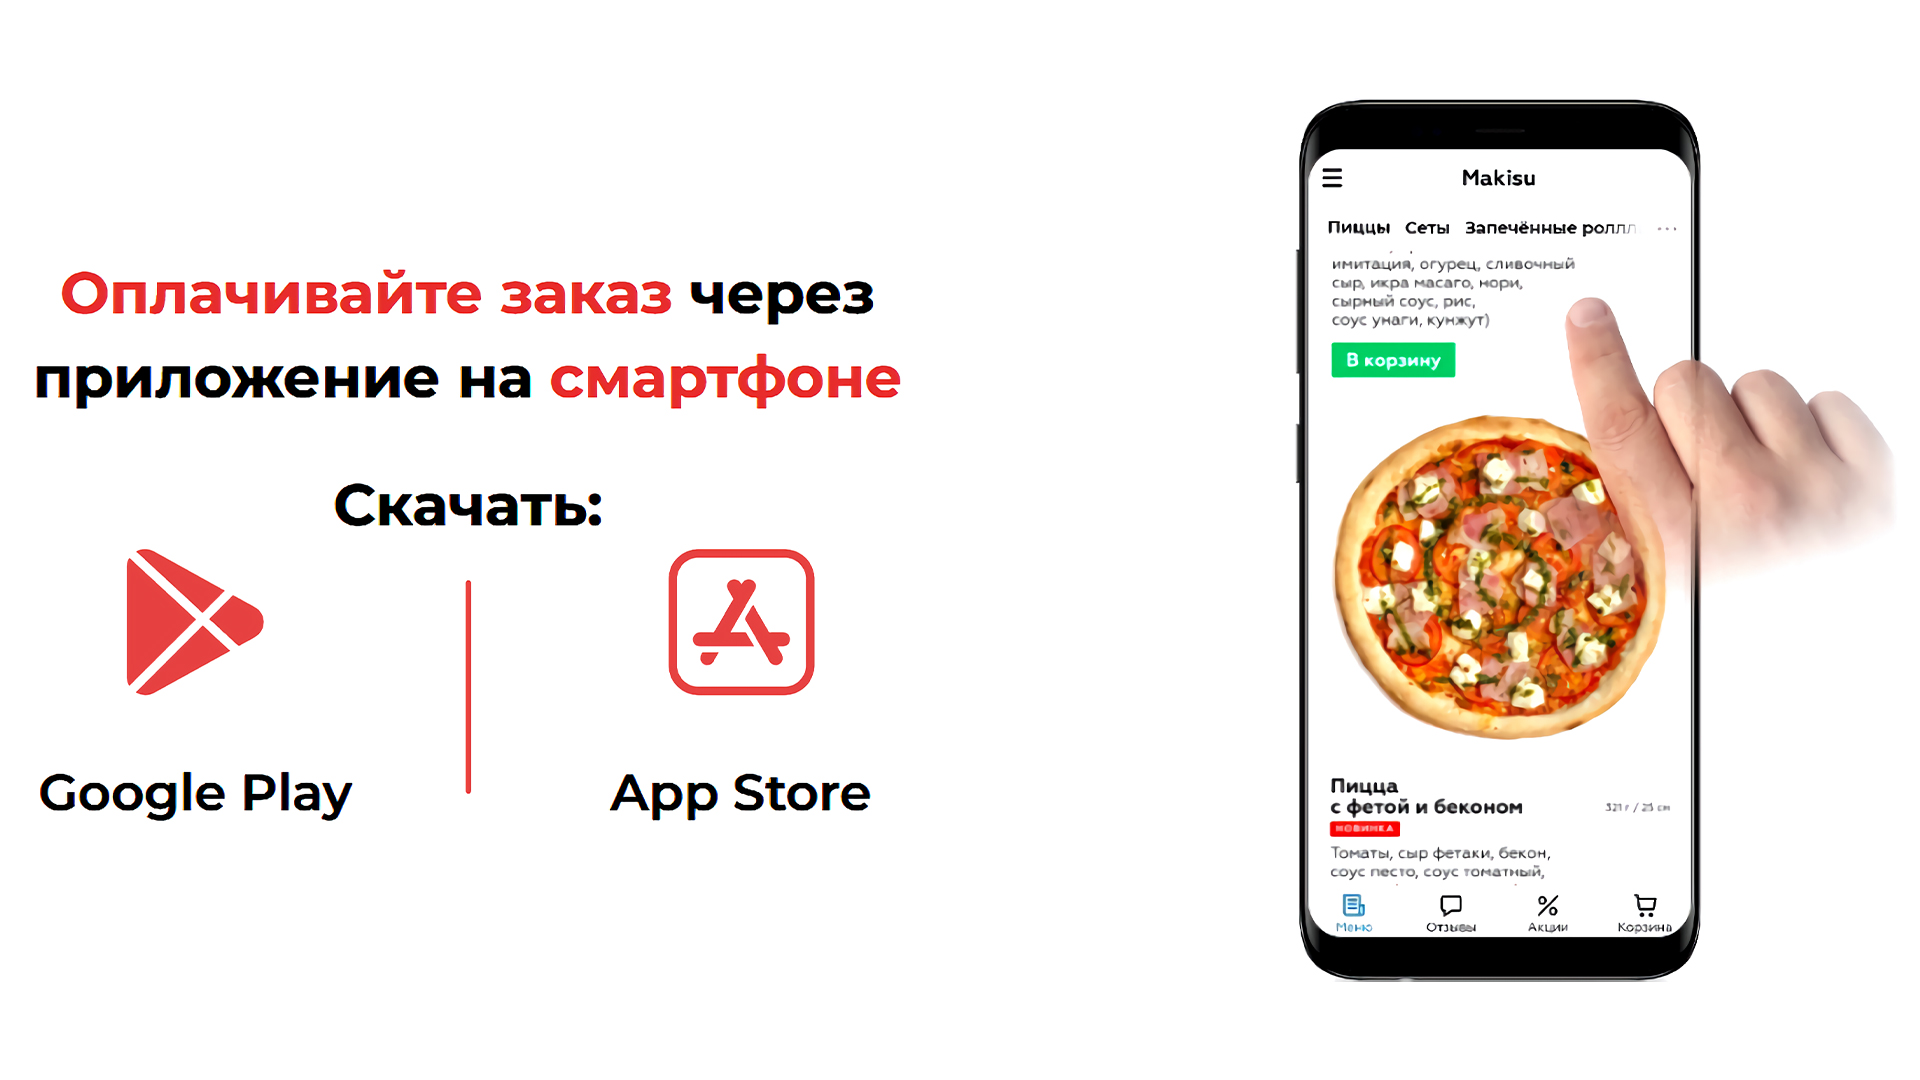 Оплачивайте заказ через
приложение на смартфоне
Скачать:
Google Play
App Store
Makisu
Пиццы Сеты Запечённые роллл ...
имитация, огурец, сливочный
сыр, икра масаго, нори,
сырный соус, рис,
соус унаги, кунжут)
В корзину
Пицца
с фетой и беконом
321 г / 25 см
НОВИНКА
Томаты, сыр фетаки, бекон,
соус песто, соус томатный,
Меню Отзывы Акции Корзина